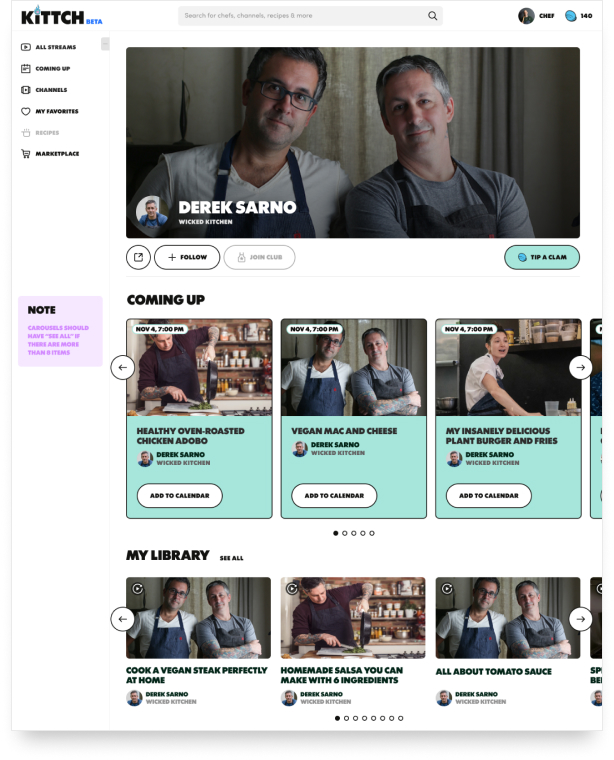 KiTTCH BETA
Search for chefs, channels, recipes & more
CHEF
140
ALL STREAMS
COMING UP
CHANNELS
MY FAVORITES
RECIPES
MARKETPLACE
DEREK SARNO
WICKED KITCHEN
FOLLOW
JOIN CLUB
TIP A CLAM
NOTE
CAROUSELS SHOULD
HAVE "SEE ALL" IF
THERE ARE MORE
THAN 8 ITEMS
COMING UP
NOV 4, 7:00 PM
HEALTHY OVEN-ROASTED
CHICKEN ADOBO
DEREK SARNO
WICKED KITCHEN
ADD TO CALENDAR
NOV 4, 7:00 PM
VEGAN MAC AND CHEESE
DEREK SARNO
WICKED KITCHEN
ADD TO CALENDAR
NOV 4, 7:00 PM
MY INSANELY DELICIOUS
PLANT BURGER AND FRIES
DEREK SARNO
WICKED KITCHEN
ADD TO CALENDAR
MY LIBRARY SEE ALL
COOK A VEGAN STEAK PERFECTLY
AT HOME
DEREK SARNO
WICKED KITCHEN
HOMEMADE SALSA YOU CAN
MAKE WITH 6 INGREDIENTS
DEREK SARNO
WICKED KITCHEN
ALL ABOUT TOMATO SAUCE
DEREK SARNO
WICKED KITCHEN